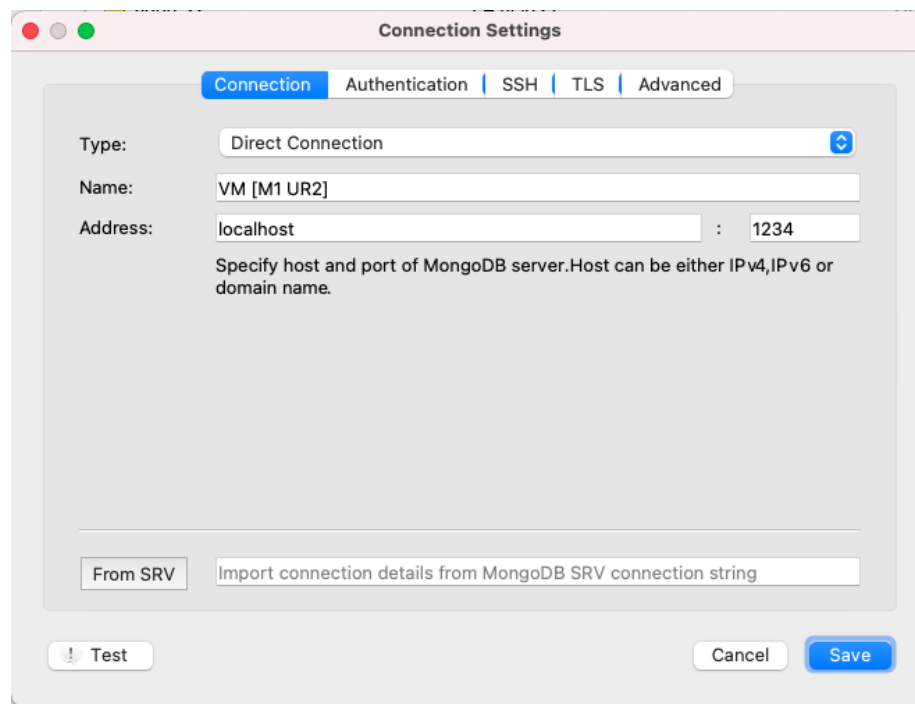 Connection Settings
Connection Authentication SSH TLS Advanced
Type: Direct Connection
Name: VM [M1 UR2]
Address: localhost : 1234
Specify host and port of MongoDB server.Host can be either IPv4,IPv6 or
domain name.
From SRV Import connection details from MongoDB SRV connection string
! Test Cancel Save